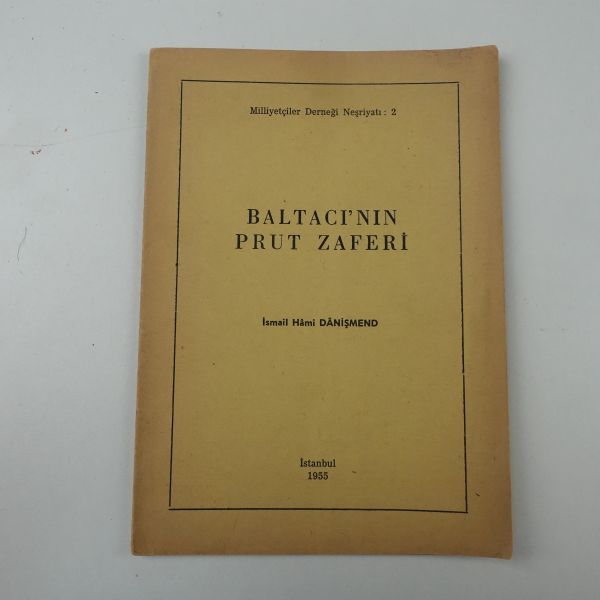 Milliyetçiler Derneği Neşriyatı : 2
BALTACI'NIN
PRUT ZAFERİ
İsmail Hâmi DÂNİŞMEND
İstanbul
1955